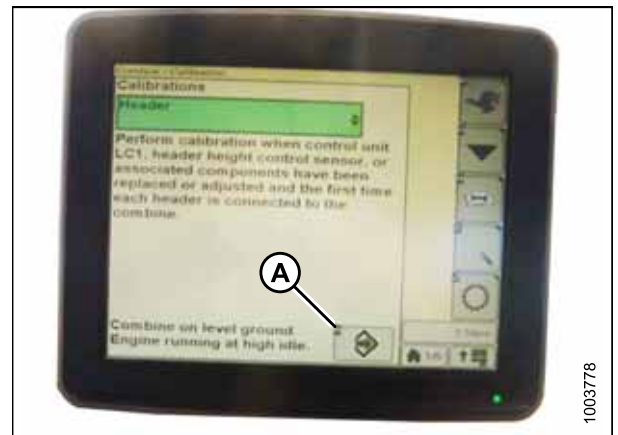 Calibrations
Header
Perform calibration when control unit
LC1, header height control sensor, or
associated components have been
replaced or adjusted and the first time
each header is connected to the
combine.
A
Combine on level ground.
Engine running at high idle.
1003778